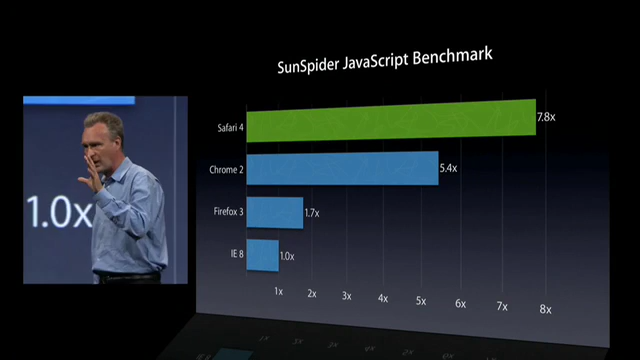 SunSpider JavaScript Benchmark
Safari 4
7.8x
Chrome 2
5.4x
Firefox 3
1.7x
IE 8
1.0x
1x 2x 3x 4x 5x 6x 7x 8x
1.0x